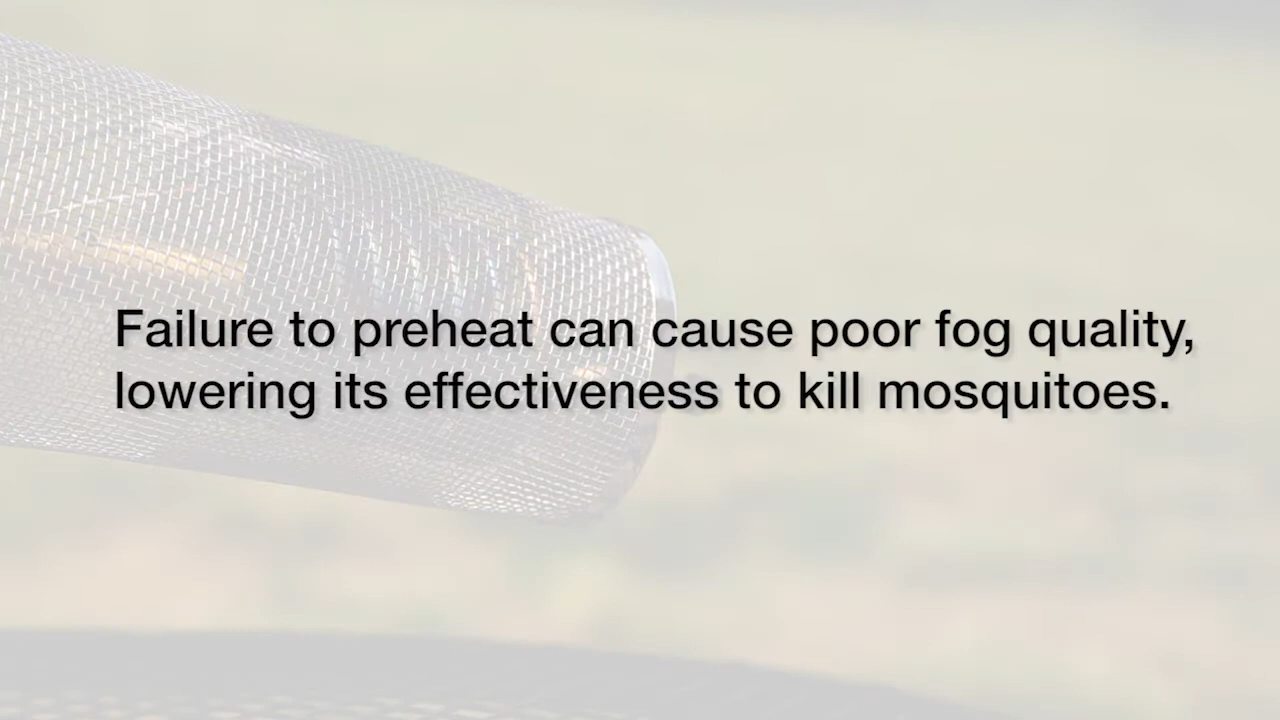 Failure to preheat can cause poor fog quality,
lowering its effectiveness to kill mosquitoes.